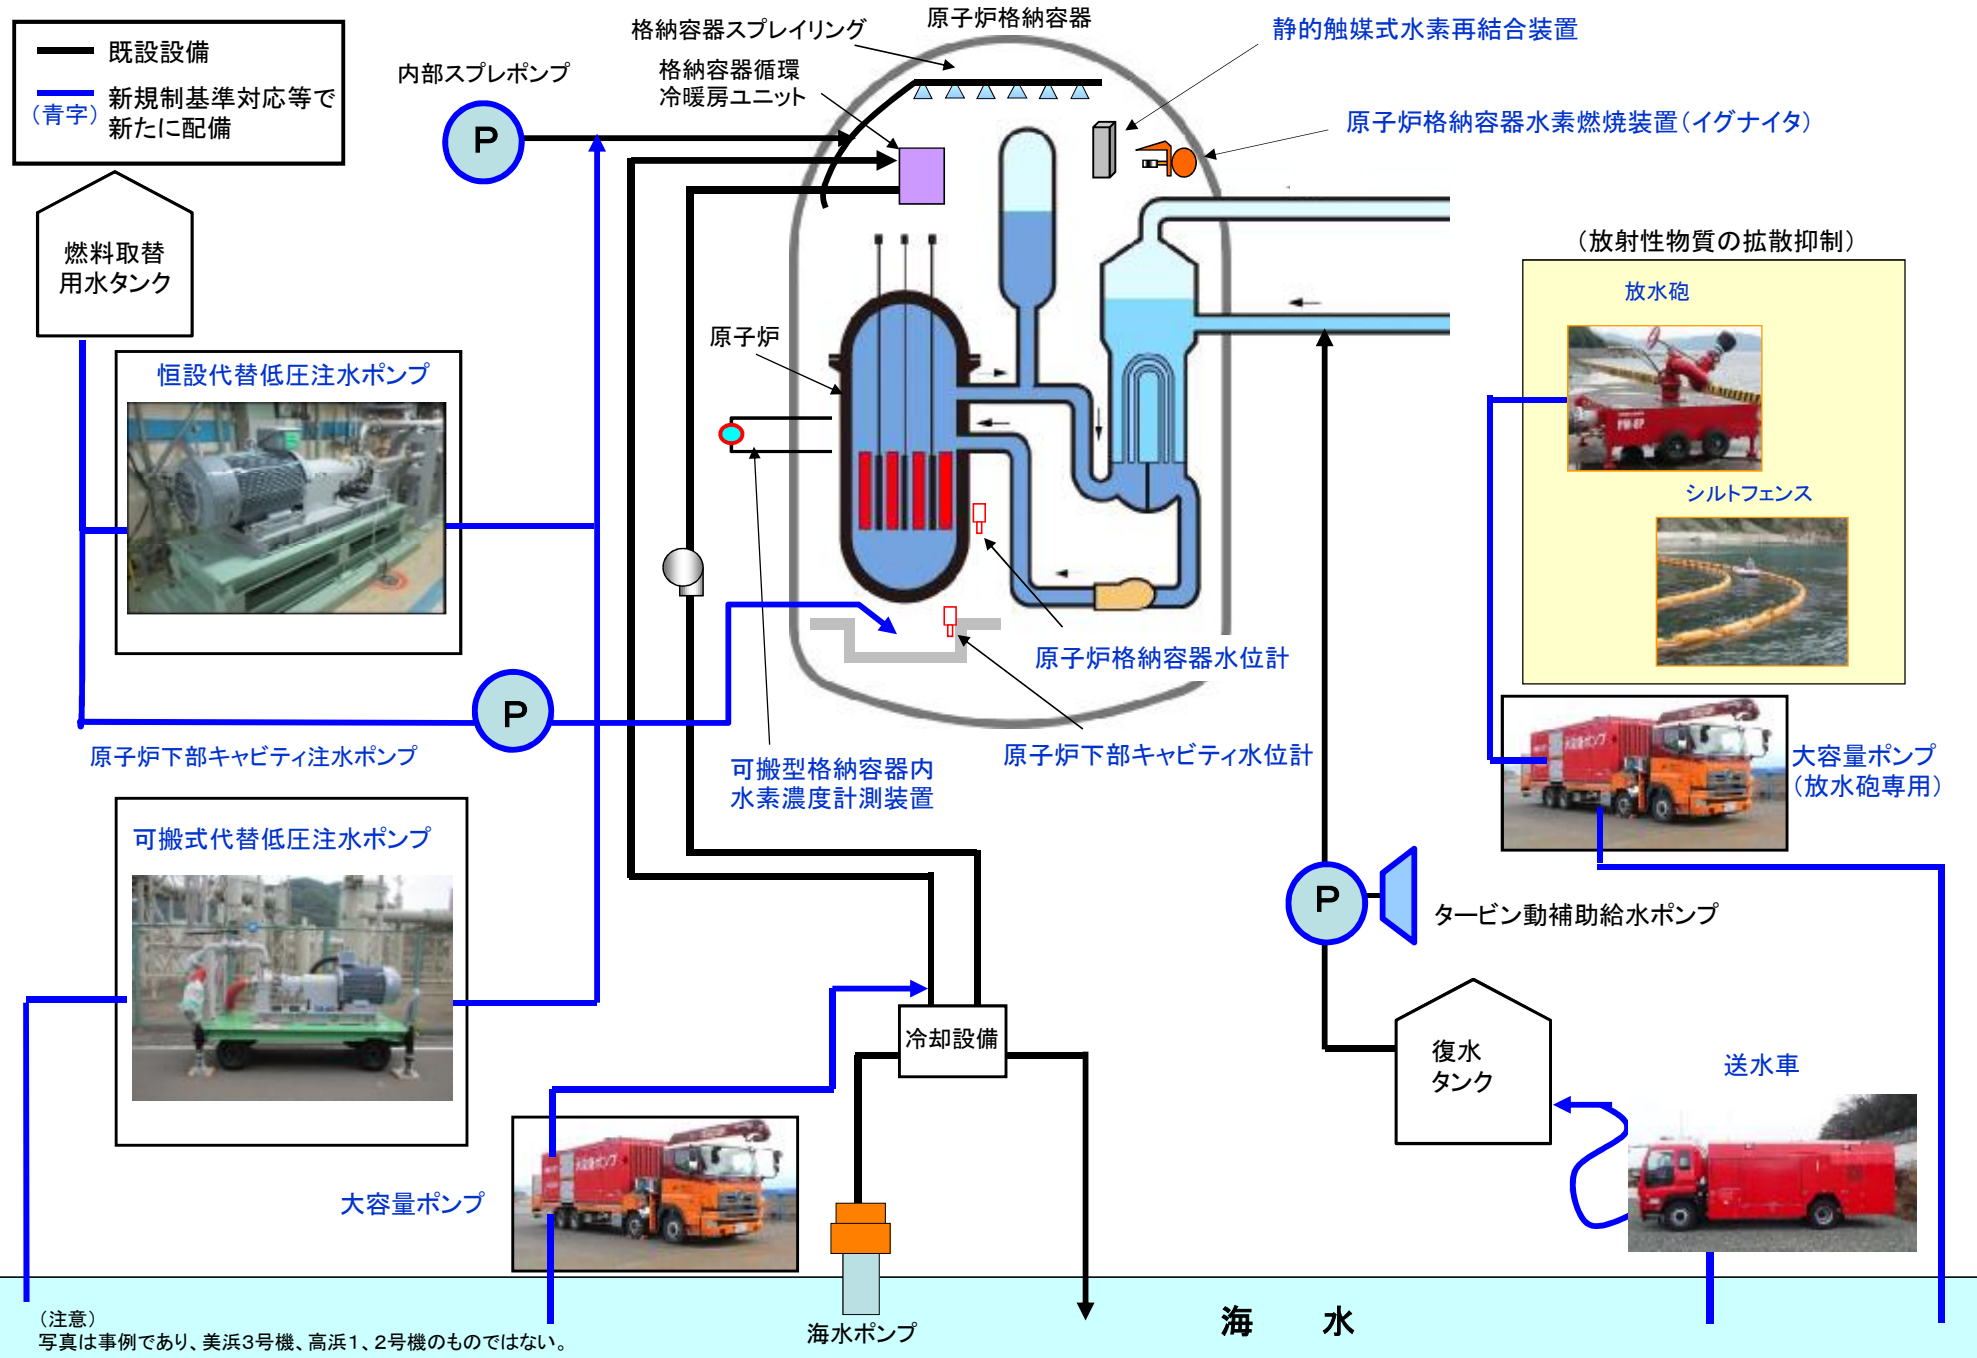 既設設備
新規制基準対応等で
(青字)
新たに配備
格納容器スプレイリング
原子炉格納容器
静的触媒式水素再結合装置
内部スプレポンプ
格納容器循環
冷暖房ユニット
原子炉格納容器水素燃焼装置(イグナイタ)
P
燃料取替
用水タンク
(放射性物質の拡散抑制)
放水砲
原子炉
恒設代替低圧注水ポンプ
シルトフェンス
原子炉格納容器水位計
P
原子炉下部キャビティ注水ポンプ
原子炉下部キャビティ水位計
可搬型格納容器内
水素濃度計測装置
大容量ポンプ
(放水砲専用)
大容量ポンプ
可搬式代替低圧注水ポンプ
P
タービン動補助給水ポンプ
冷却設備
復水
タンク
送水車
大容量ポンプ
大容量ポンプ
海水ポンプ
海 水
(注意)
写真は事例であり、美浜3号機、高浜1、2号機のものではない。